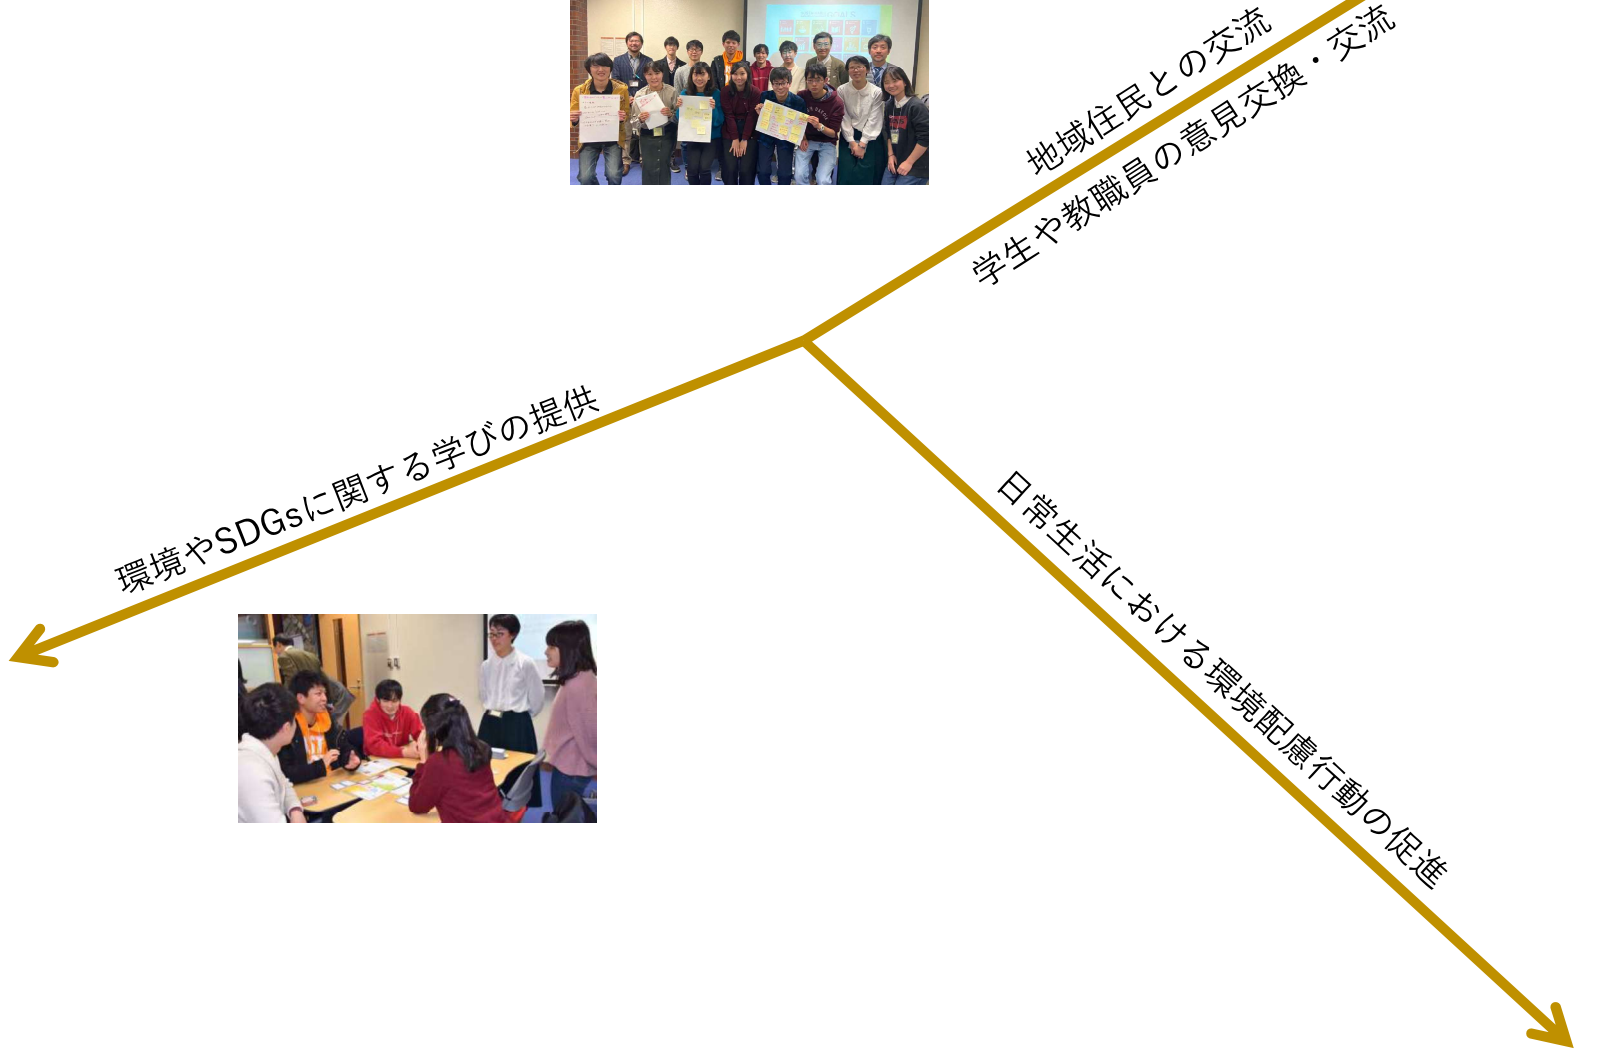 地域住民との交流
学生や教職員の意見交換・交流
環境やSDGsに関する学びの提供
日常生活における環境配慮行動の促進